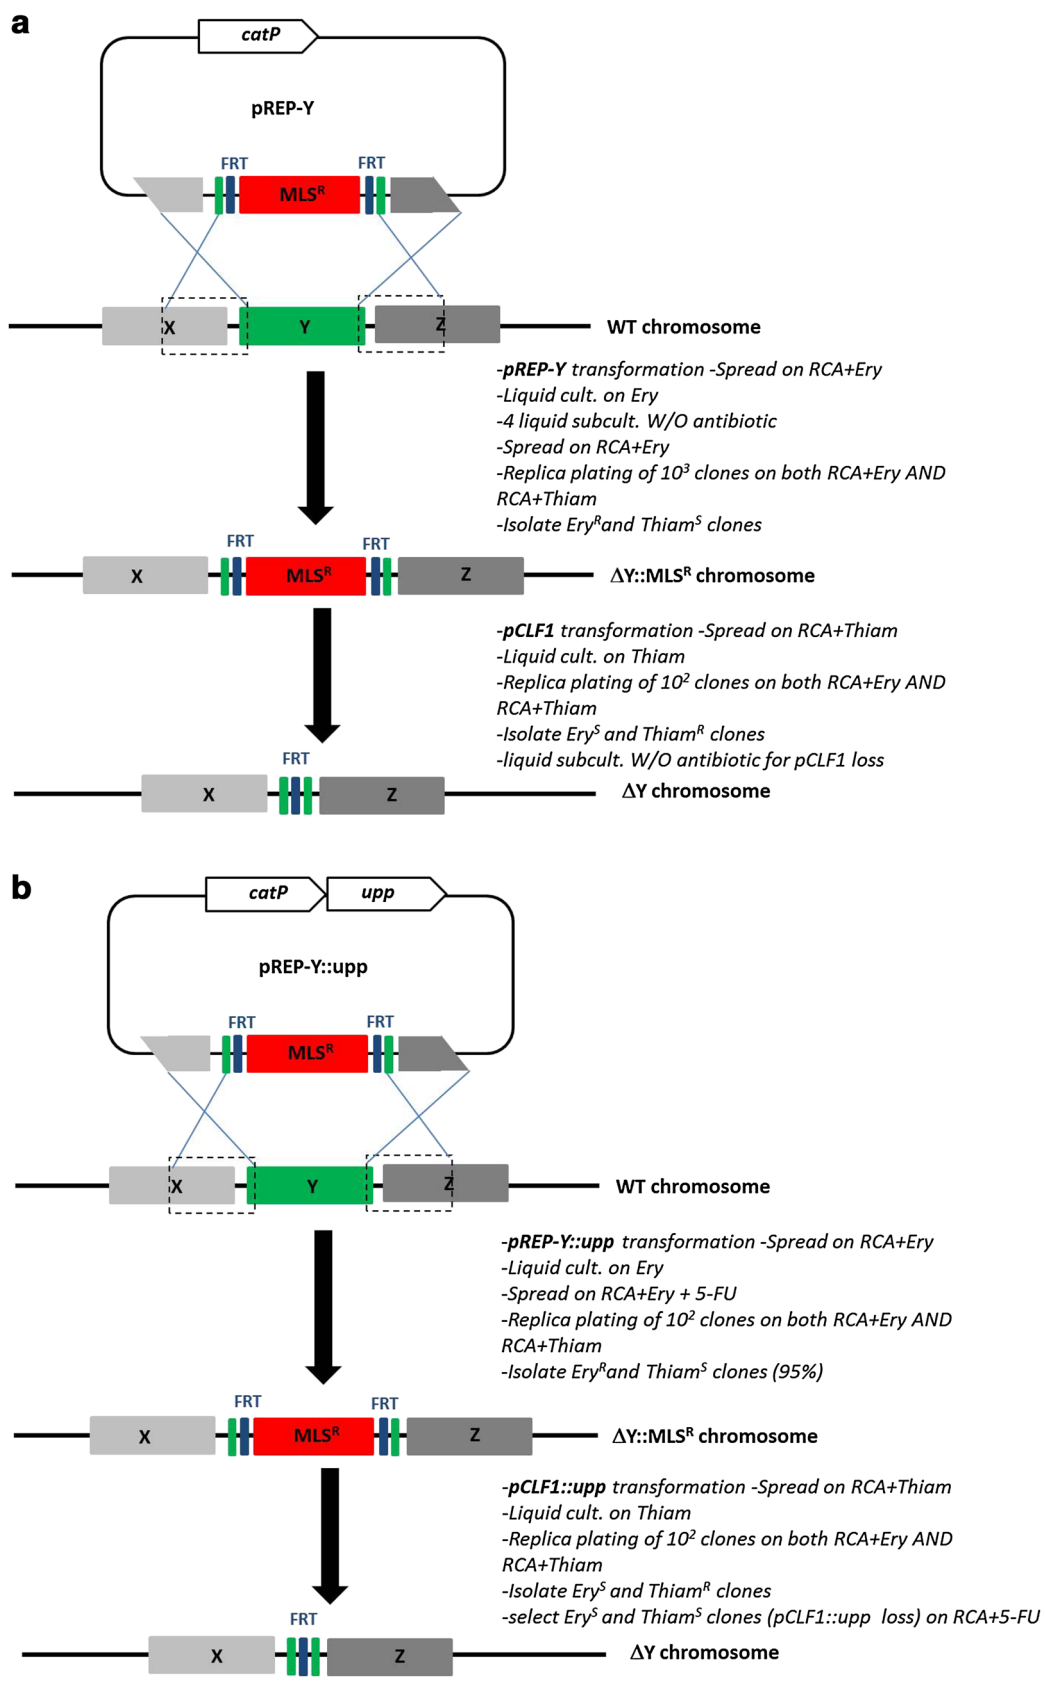 a
catP
pREP-Y
FRT FRT
MLSᴿ
X Y Z WT chromosome
-pREP-Y transformation -Spread on RCA+Ery
-Liquid cult. on Ery
-4 liquid subcult. W/O antibiotic
-Spread on RCA+Ery
-Replica plating of 10³ clones on both RCA+Ery AND
RCA+Thiam
-Isolate Eryᴿand Thiamˢ clones
FRT FRT
X MLSᴿ Z ΔY::MLSᴿ chromosome
-pCLF1 transformation -Spread on RCA+Thiam
-Liquid cult. on Thiam
-Replica plating of 10² clones on both RCA+Ery AND
RCA+Thiam
-Isolate Eryˢ and Thiamᴿ clones
-liquid subcult. W/O antibiotic for pCLF1 loss
FRT
X Z ΔY chromosome
b
catP upp
pREP-Y::upp
FRT FRT
MLSᴿ
X Y Z WT chromosome
-pREP-Y::upp transformation -Spread on RCA+Ery
-Liquid cult. on Ery
-Spread on RCA+Ery + 5-FU
-Replica plating of 10² clones on both RCA+Ery AND
RCA+Thiam
-Isolate Eryᴿand Thiamˢ clones (95%)
FRT FRT
X MLSᴿ Z ΔY::MLSᴿ chromosome
-pCLF1::upp transformation -Spread on RCA+Thiam
-Liquid cult. on Thiam
-Replica plating of 10² clones on both RCA+Ery AND
RCA+Thiam
-Isolate Eryˢ and Thiamᴿ clones
-select Eryˢ and Thiamˢ clones (pCLF1::upp loss) on RCA+5-FU
FRT
X Z ΔY chromosome